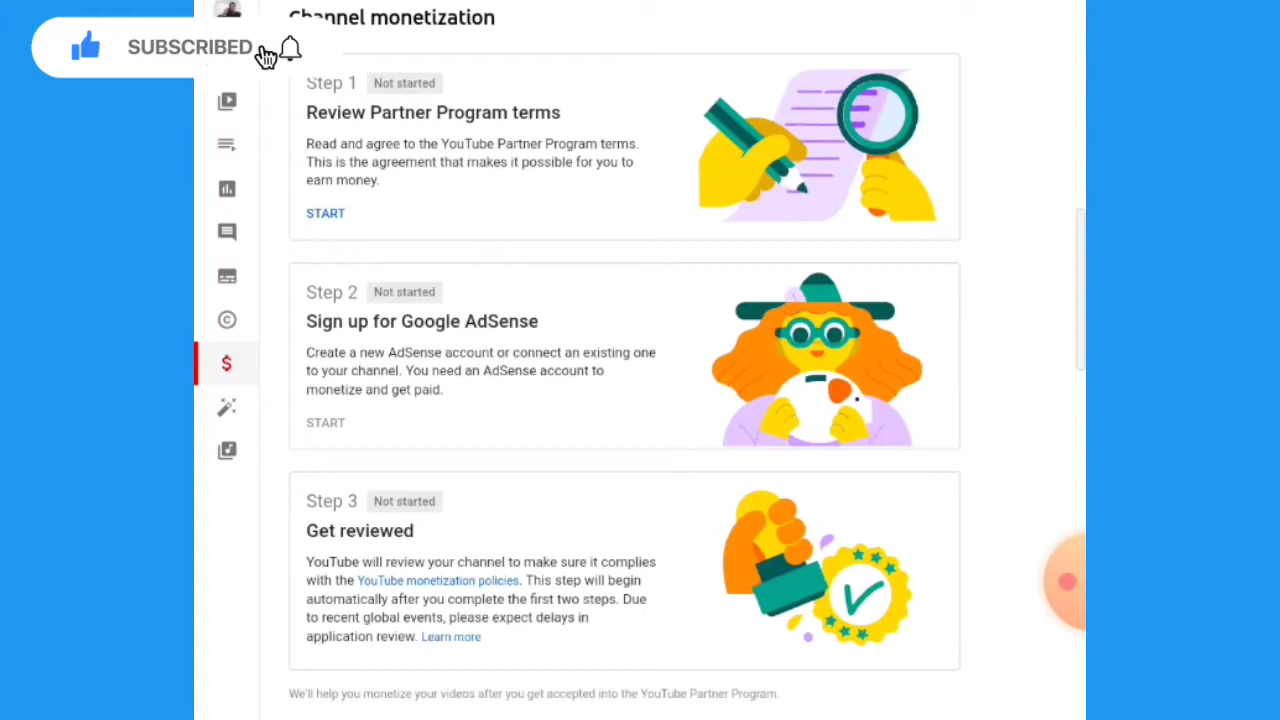 Channel monetization
SUBSCRIBED
Step 1 Not started
Review Partner Program terms
Read and agree to the YouTube Partner Program terms.
This is the agreement that makes it possible for you to
earn money.
START
Step 2 Not started
Sign up for Google AdSense
Create a new AdSense account or connect an existing one
to your channel. You need an AdSense account to
monetize and get paid.
START
Step 3 Not started
Get reviewed
YouTube will review your channel to make sure it complies
with the YouTube monetization policies. This step will begin
automatically after you complete the first two steps. Due
to recent global events, please expect delays in
application review. Learn more
We'll help you monetize your videos after you get accepted into the YouTube Partner Program.